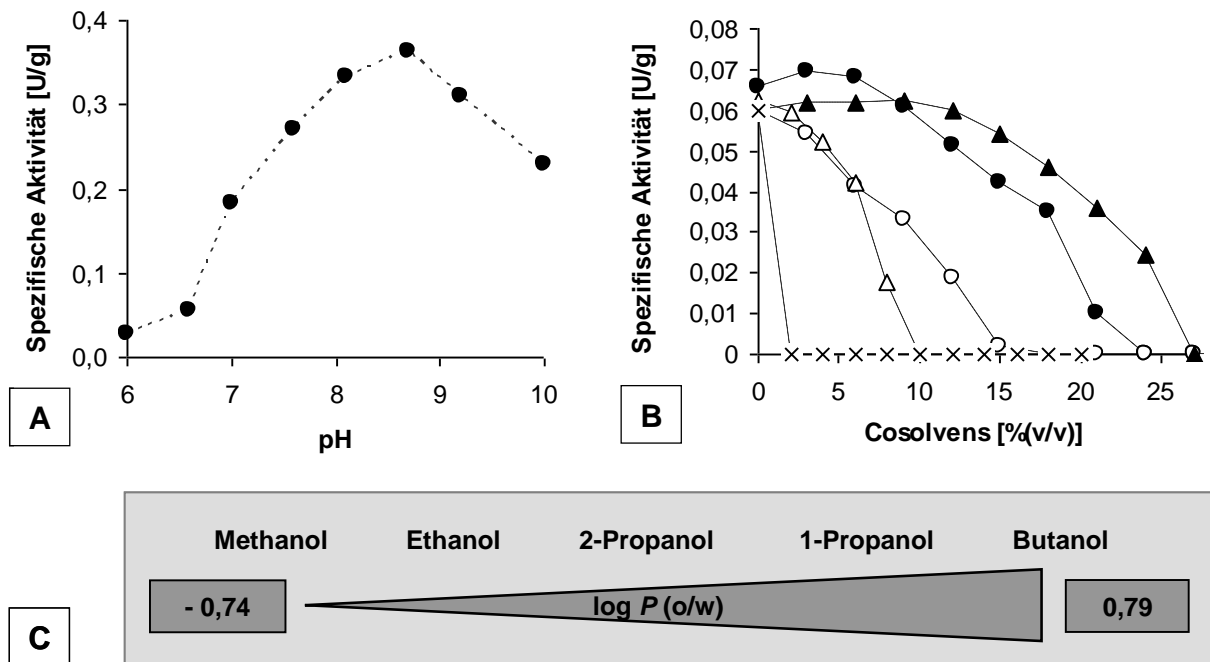 Spezifische Aktivität [U/g]
0,4
0,3
0,2
0,1
0,0
6 7 8 9 10
pH
A
Spezifische Aktivität [U/g]
0,08
0,07
0,06
0,05
0,04
0,03
0,02
0,01
0
0 5 10 15 20 25
Cosolvens [%(v/v)]
B
Methanol Ethanol 2-Propanol 1-Propanol Butanol
- 0,74 log P (o/w) 0,79
C